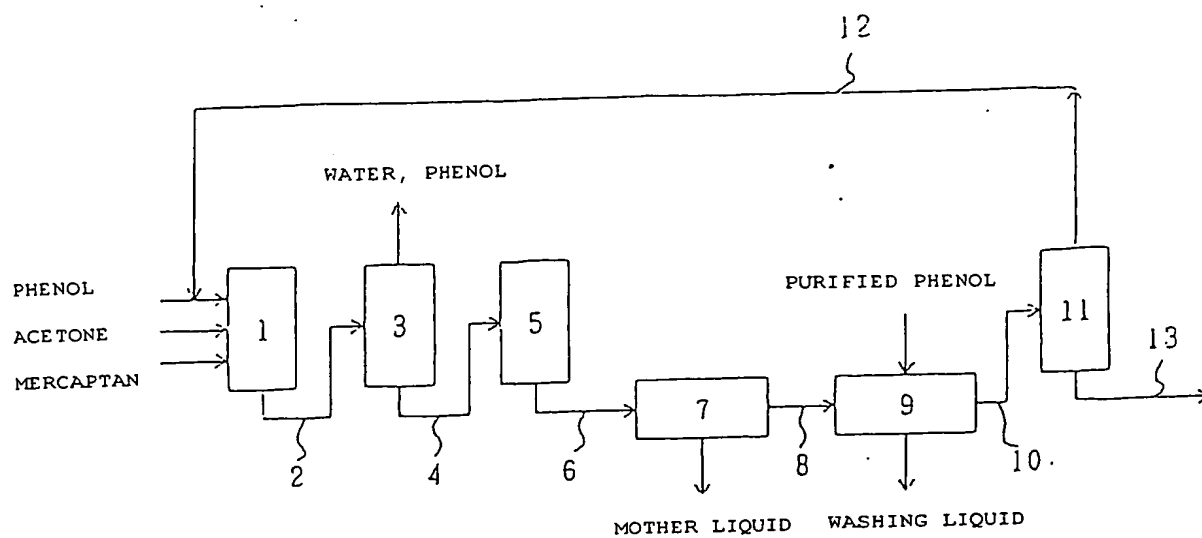 12
WATER, PHENOL
PHENOL
ACETONE
MERCAPTAN
1
3
5
PURIFIED PHENOL
11
13
7
9
2
4
6
8
10.
MOTHER LIQUID
WASHING LIQUID